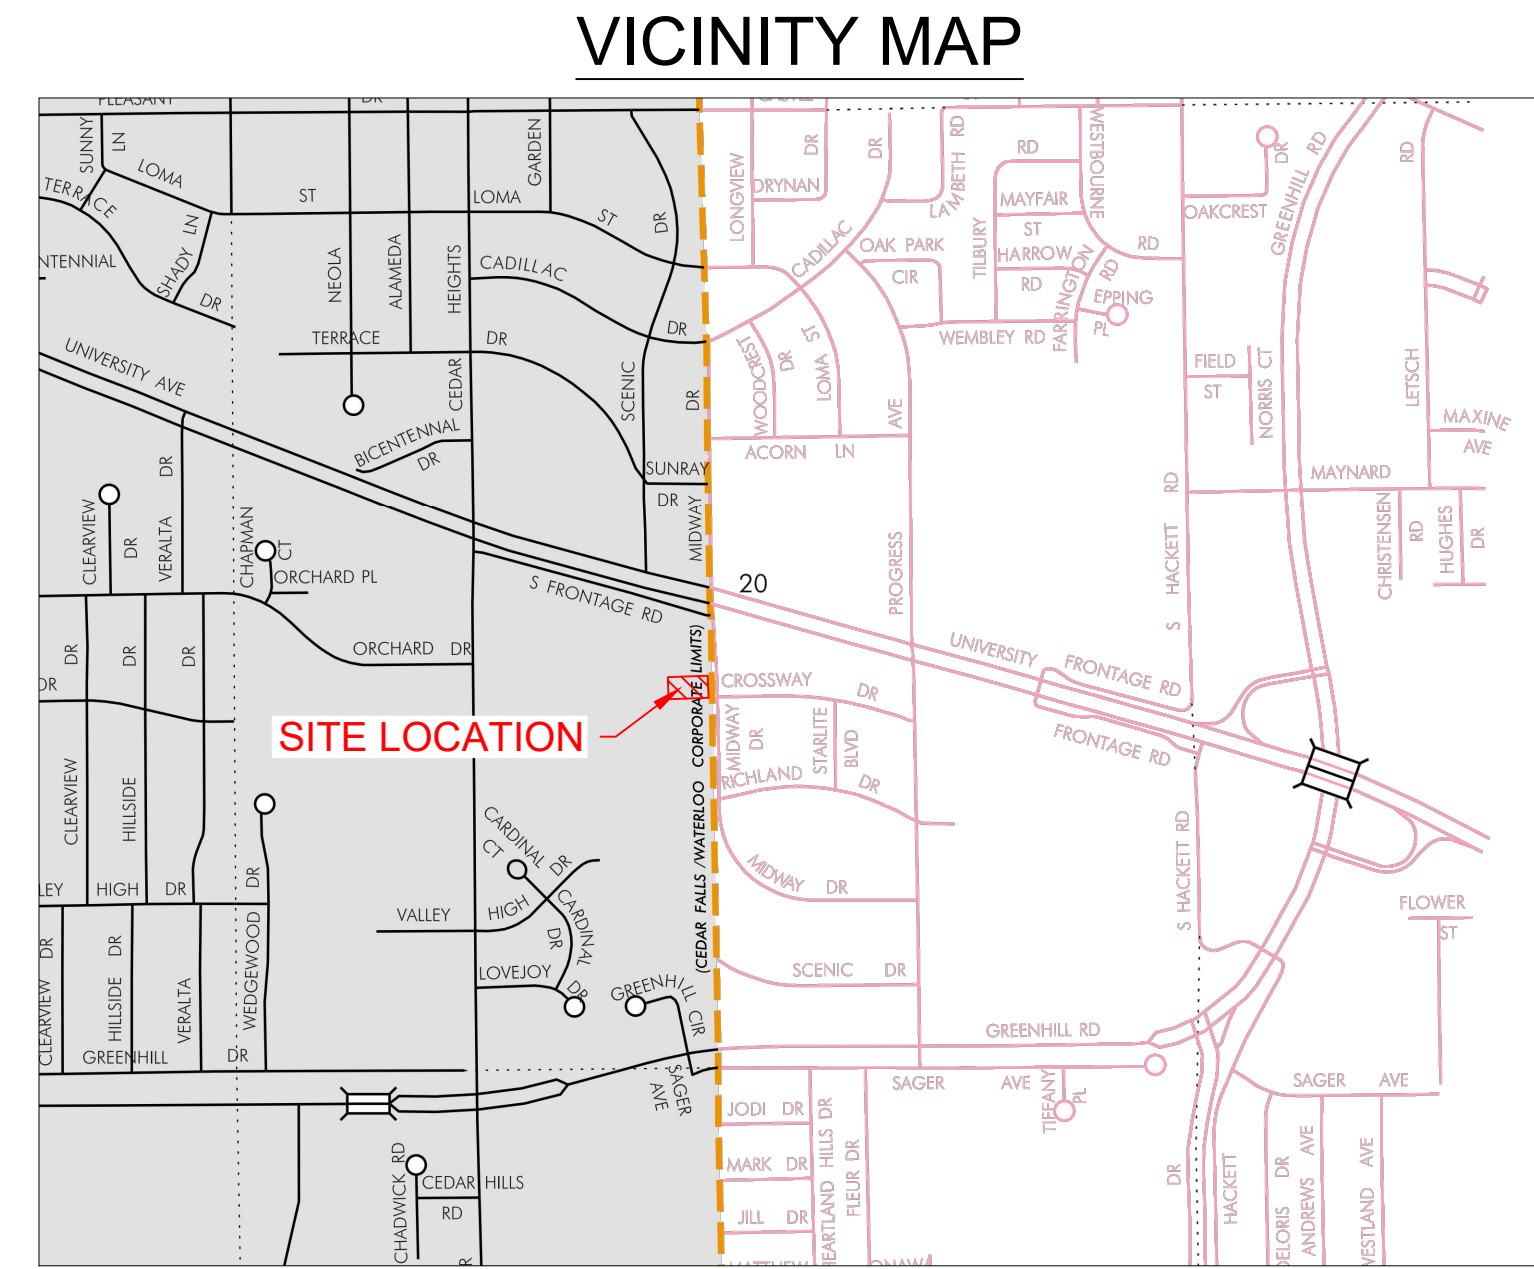 VICINITY MAP
PLEASANT
DR
SUNNY
LN
LOMA
ST
LOMA
ST
GARDEN
DR
TERRACE
SHADY LN
DR
NEOLA
ALAMEDA
HEIGHTS
CEDAR
CADILLAC
DR
TERRACE
DR
SCENIC
DR
UNIVERSITY AVE
BICENTENNIAL
DR
SUNRAY
DR
MIDWAY
CLEARVIEW
DR
VERALTA
DR
CHAPMAN
CT
ORCHARD PL
ORCHARD DR
S FRONTAGE RD
20
DR
DR
DR
DR
CLEARVIEW
HILLSIDE
SITE LOCATION
(CEDAR FALLS /WATERLOO CORPORATE LIMITS)
HIGH DR
WEDGEWOOD
DR
VALLEY
HIGH
DR
CARDINAL
CT
CARDINAL
DR
LOVEJOY
DR
GREENHILL CIR
SAGER
AVE
CLEARVIEW DR
HILLSIDE DR
VERALTA
GREENHILL
DR
CHADWICK RD
CEDAR HILLS
RD
LONGVIEW
DRYNAN
DR
DR
CADILLAC
LAMBETH RD
OAK PARK
CIR
RD
MAYFAIR
ST
HARROW
RD
TILBURY
WESTBOURNE
RD
FARRINGTON
RD
EPPING
PL
WEMBLEY RD
WOODCREST
DR
LOMA
ST
AVE
PROGRESS
ACORN LN
OAKCREST
DR
GREENHILL RD
FIELD
ST
NORRIS CT
RD
LETSCH
MAXINE
AVE
MAYNARD
CHRISTENSEN
RD
HUGHES
DR
S HACKETT RD
UNIVERSITY
FRONTAGE RD
FRONTAGE RD
CROSSWAY
DR
MIDWAY
DR
STARLITE
BLVD
RICHLAND
DR
MIDWAY DR
S HACKETT RD
SCENIC DR
GREENHILL RD
FLOWER
ST
SAGER AVE
TIFFANY
PL
SAGER AVE
JODI DR
MARK DR
JILL DR
FLEUR DR
DR
HACKETT
DR
ANDREWS AVE
AVE